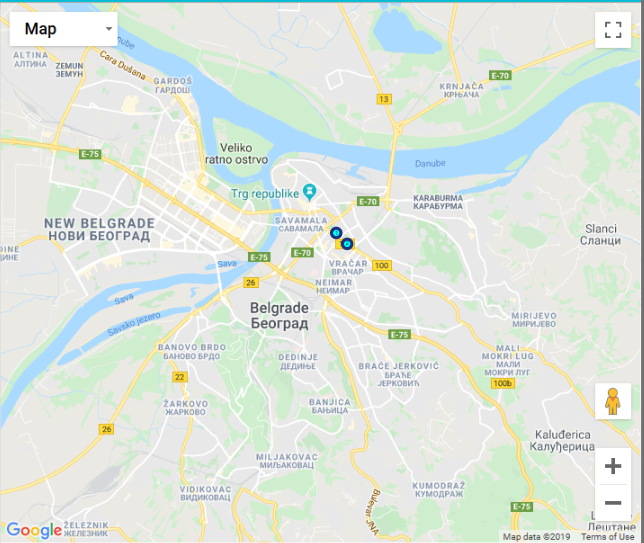 Map
ALTINA
АЛТИНА
ZEMUN
ЗЕМУН
Cara Dušana
GARDOŠ
ГАРДОШ
E-70
KRNJAČA
КРЊАЧА
13
Veliko
ratno ostrvo
E-75
Danube
Trg republike
E-70
KARABURMA
КАРАБУРМА
SAVAMALA
САВАМАЛА
NEW BELGRADE
НОВИ БЕОГРАД
Slanci
Сланци
E-75
E-70
VRAČAR
ВРАЧАР
100
Sava
26
NEIMAR
НЕИМАР
Sava
Savsko jezero
Belgrade
Београд
MIRIJEVO
МИРИЈЕВО
E-75
BANOVO BRDO
БАНОВО БРДО
DEDINJE
ДЕДИЊЕ
MALI
MOKRI LUG
МАЛИ
МОКРИ ЛУГ
BRAĆE JERKOVIĆ
БРАЋЕ
ЈЕРКОВИЋ
22
100b
ŽARKOVO
ЖАРКОВО
BANJICA
БАЊИЦА
26
Kaluđerica
Калуђерица
MILJAKOVAC
МИЉАКОВАЦ
VIDIKOVAC
ВИДИКОВАЦ
Bulevar JNA
KUMODRAŽ
КУМОДРАЖ
E-75
Лештане
ŽELEZNIK
ЖЕЛЕЗНИК
Google
Map data ©2019
Terms of Use